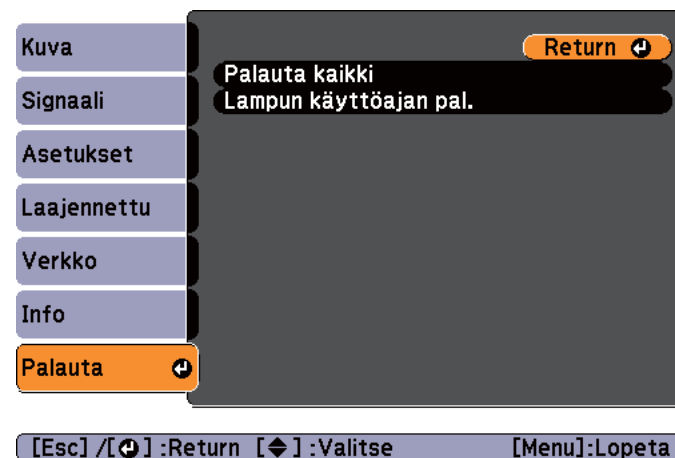 Kuva
Signaali
Asetukset
Laajennettu
Verkko
Info
Palauta
Return
Palauta kaikki
Lampun käyttöajan pal.
[Esc] /[ ] :Return [ ] :Valitse [Menu]:Lopeta